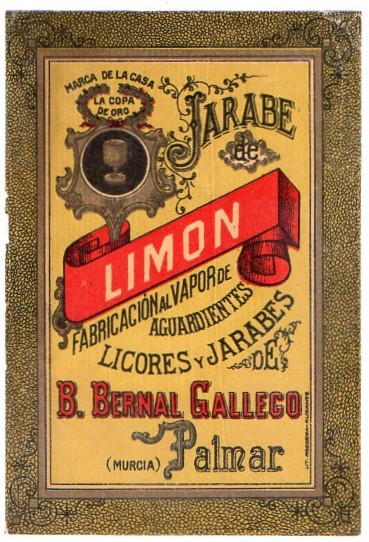 MARCA DE LA CASA
LA COPA
DE ORO
JARABE
de
LIMON
FABRICACIÓN AL VAPOR DE
AGUARDIENTES
LICORES Y JARABES
DE
B. BERNAL GALLEGO
(MURCIA) Palmar